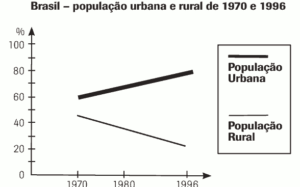 Brasil – população urbana e rural de 1970 e 1996
%
100
80
60
40
20
0
1970 1980 1996
População
Urbana
População
Rural